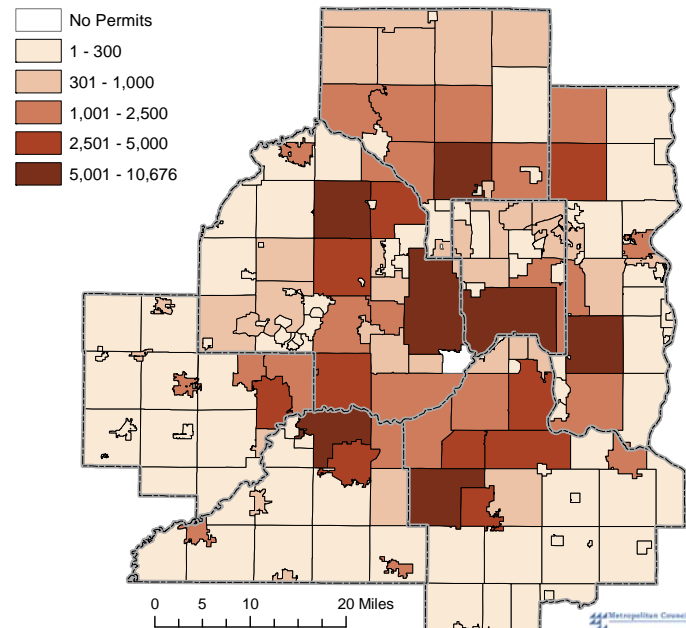 No Permits
1 - 300
301 - 1,000
1,001 - 2,500
2,501 - 5,000
5,001 - 10,676
0 5 10 20 Miles
Metropolitan Counci